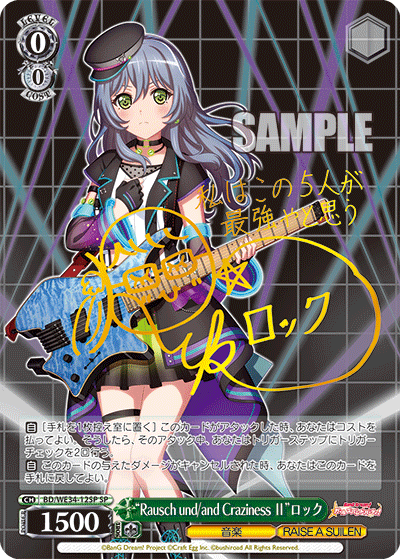 LEVEL
0
0
COST
SAMPLE
私はこの5人が
最強だと思う
ロック
自【[手札を1枚控え室に置く] このカードがアタックした時、あなたはコストを
払ってよい。そうしたら、そのアタック中、あなたはトリガーステップにトリガー
チェックを2回行う。
自 このカードの与えたダメージがキャンセルされた時、あなたはこのカードを
手札に戻してよい。
CH BD/WE34-12SP SP
"Rausch und/and Craziness Ⅱ"ロック
1500
音楽
RAISE A SUILEN
©BanG Dream! Project ©Craft Egg Inc. ©bushiroad All Rights Reserved.